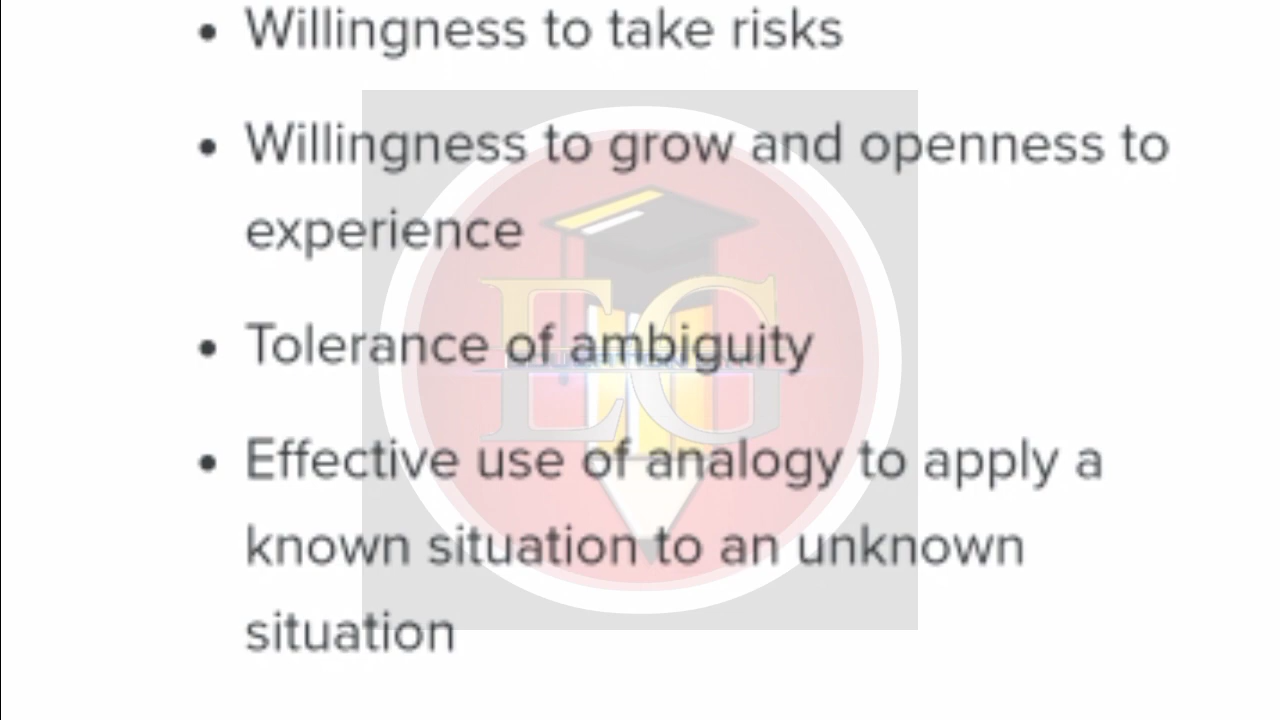 • Willingness to take risks
• Willingness to grow and openness to
experience
• Tolerance of ambiguity
EG
• Effective use of analogy to apply a
known situation to an unknown
situation